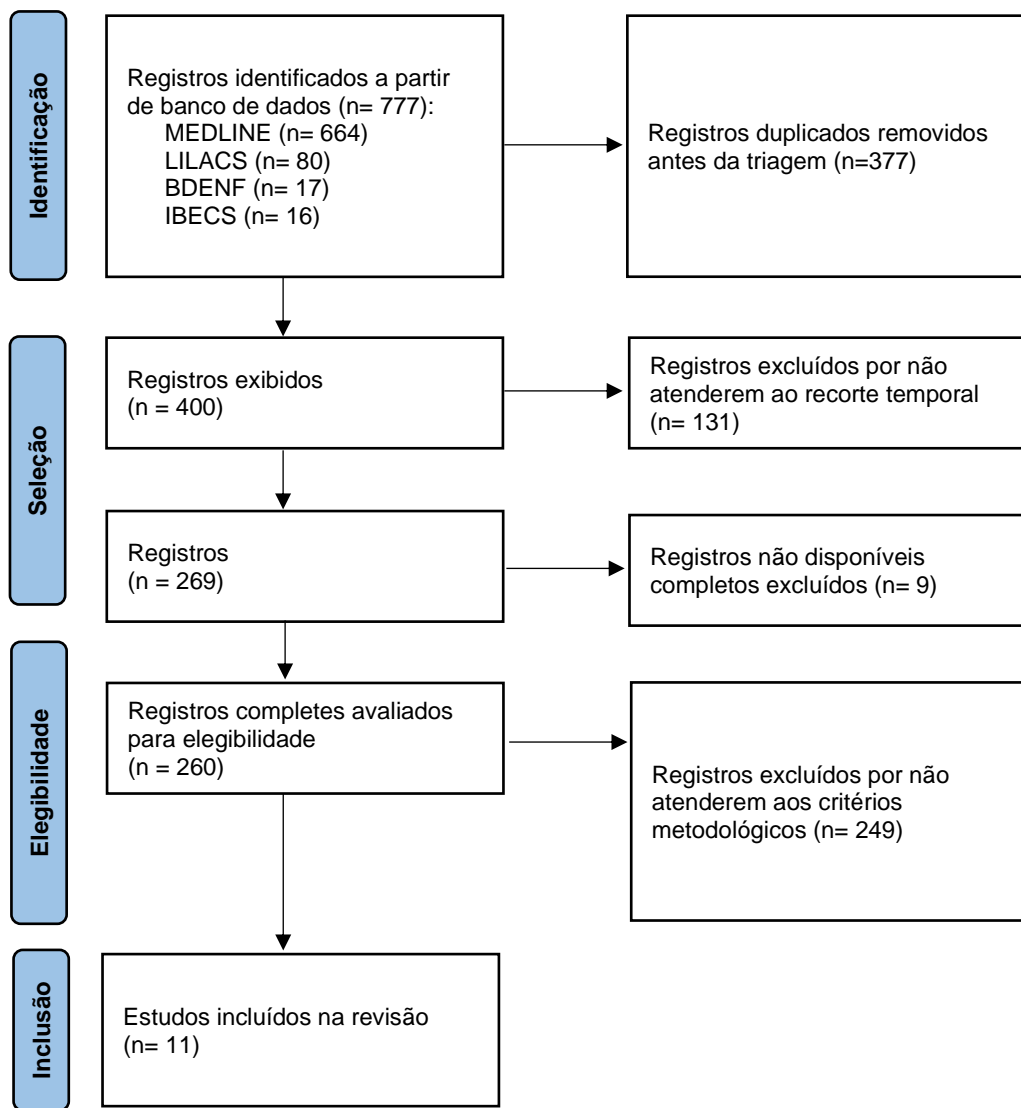 Identificação
Registros identificados a partir
de banco de dados (n= 777):
MEDLINE (n= 664)
LILACS (n= 80)
BDENF (n= 17)
IBECS (n= 16)
Registros duplicados removidos
antes da triagem (n=377)
Seleção
Registros exibidos
(n = 400)
Registros excluídos por não
atenderem ao recorte temporal
(n= 131)
Registros
(n = 269)
Registros não disponíveis
completos excluídos (n= 9)
Elegibilidade
Registros completes avaliados
para elegibilidade
(n = 260)
Registros excluídos por não
atenderem aos critérios
metodológicos (n= 249)
Inclusão
Estudos incluídos na revisão
(n= 11)